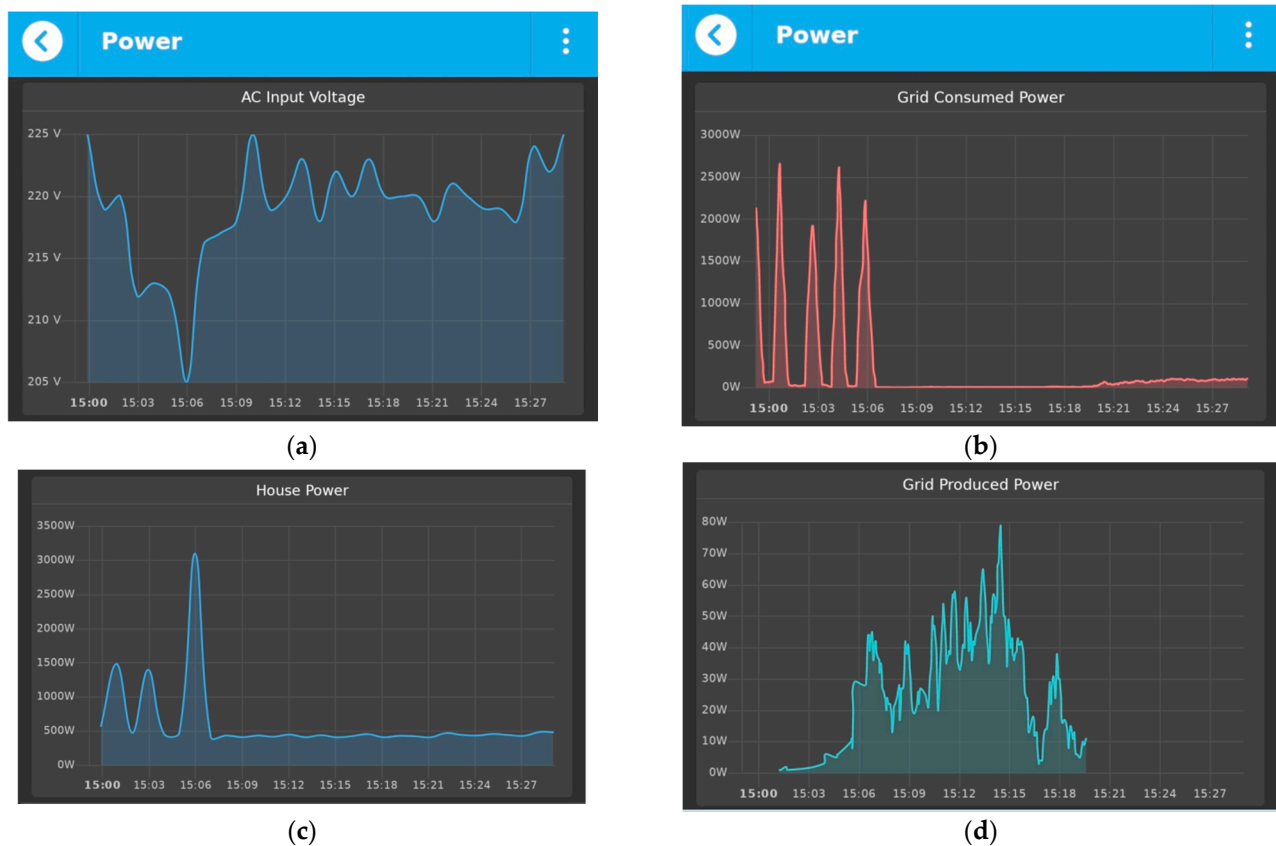 Power
AC Input Voltage
225 V
220 V
215 V
210 V
205 V
15:00 15:03 15:06 15:09 15:12 15:15 15:18 15:21 15:24 15:27
(a)
Power
Grid Consumed Power
3000W
2500W
2000W
1500W
1000W
500W
0W
15:00 15:03 15:06 15:09 15:12 15:15 15:18 15:21 15:24 15:27
(b)
House Power
3500W
3000W
2500W
2000W
1500W
1000W
500W
0W
15:00 15:03 15:06 15:09 15:12 15:15 15:18 15:21 15:24 15:27
(c)
Grid Produced Power
80W
70W
60W
50W
40W
30W
20W
10W
0W
15:00 15:03 15:06 15:09 15:12 15:15 15:18 15:21 15:24 15:27
(d)